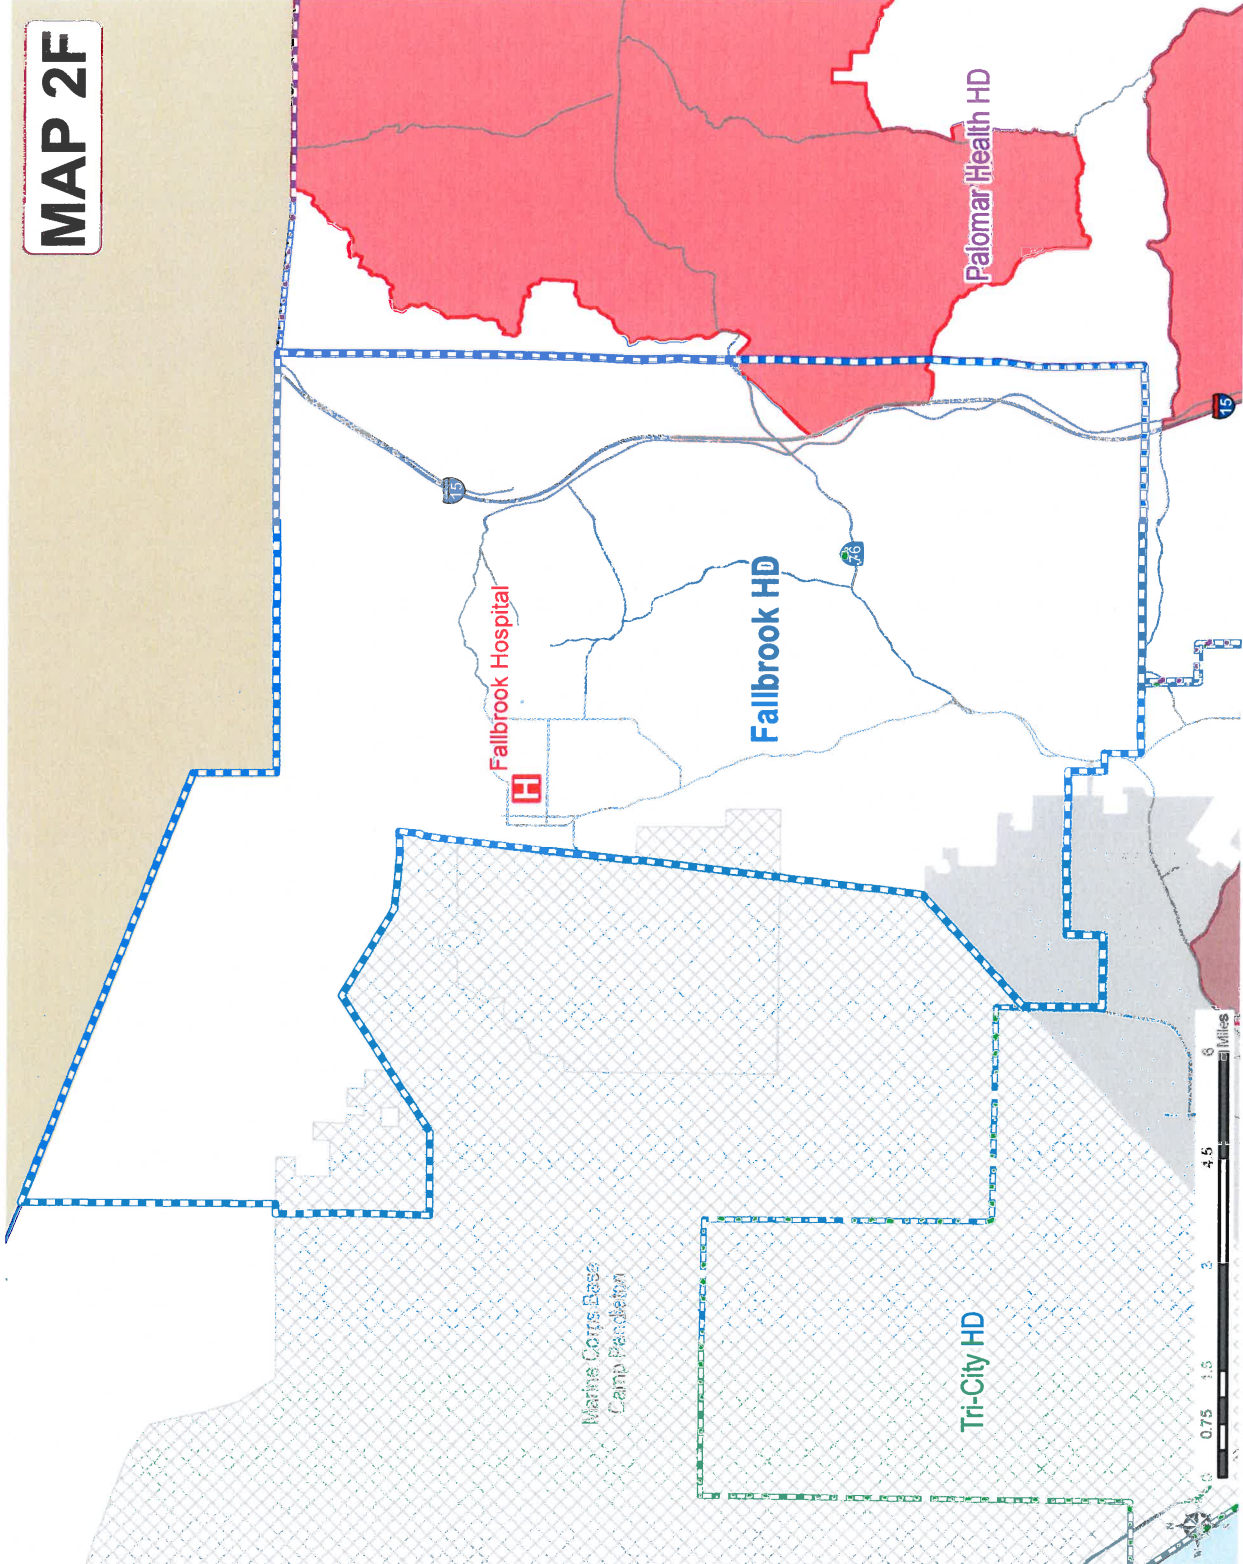 MAP 2F
Palomar Health HD
15
15
76
Fallbrook Hospital
H
Fallbrook HD
Marine Corps Base
Camp Pendleton
Tri-City HD
0 0.75 1.5 3 4.5 6
Miles
N
W
S